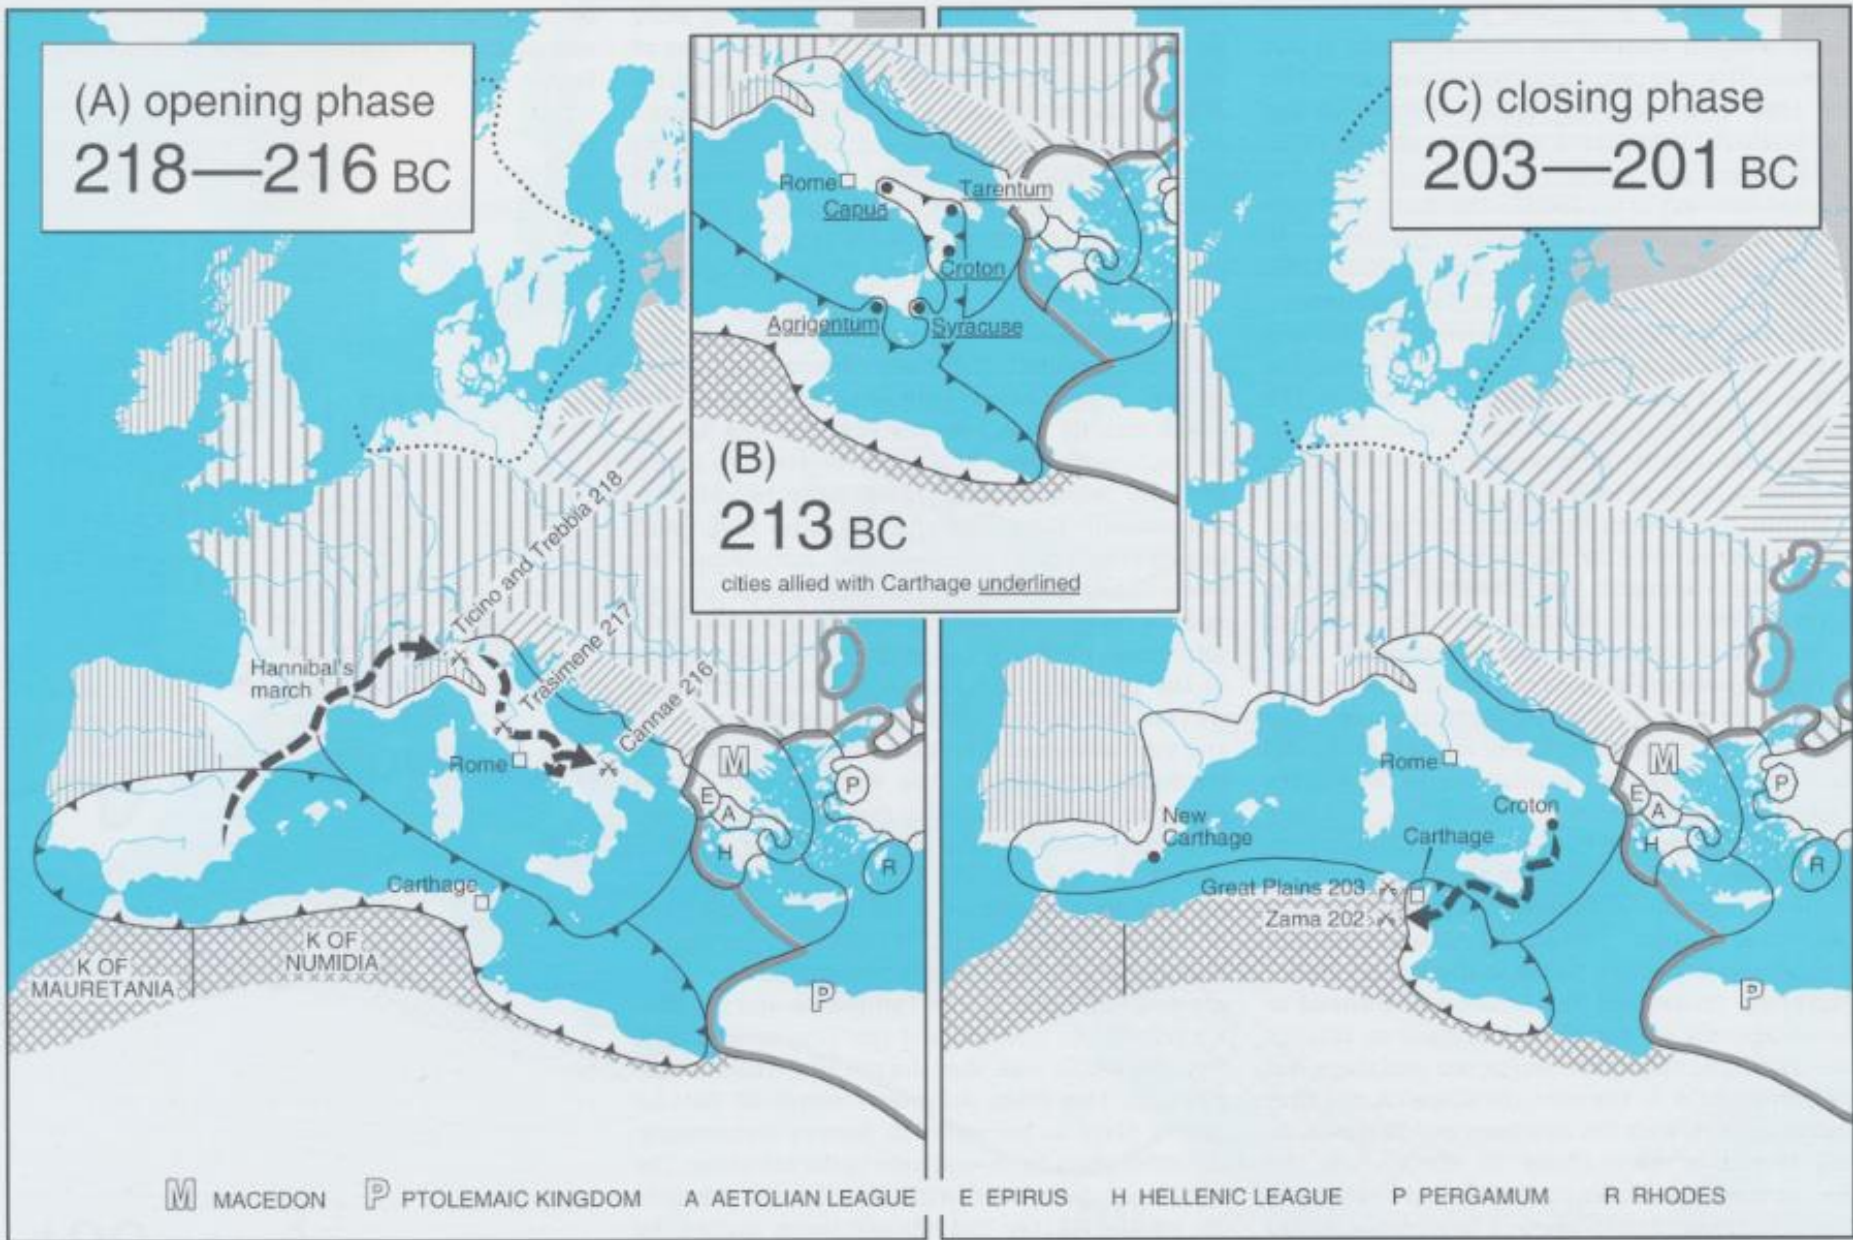 (A) opening phase
218—216 BC
Ticino and Trebbia 218
Hannibal's
march
Trasimene 217
Cannae 216
Rome
Carthage
K OF
MAURETANIA
K OF
NUMIDIA
M
E
A
H
P
R
P
Rome
Capua
Tarentum
Croton
Agrigentum
Syracuse
(B)
213 BC
cities allied with Carthage underlined
(C) closing phase
203—201 BC
Rome
New
Carthage
Croton
Carthage
Great Plains 203
Zama 202
M
E
A
H
P
R
P
M MACEDON P PTOLEMAIC KINGDOM A AETOLIAN LEAGUE E EPIRUS H HELLENIC LEAGUE P PERGAMUM R RHODES